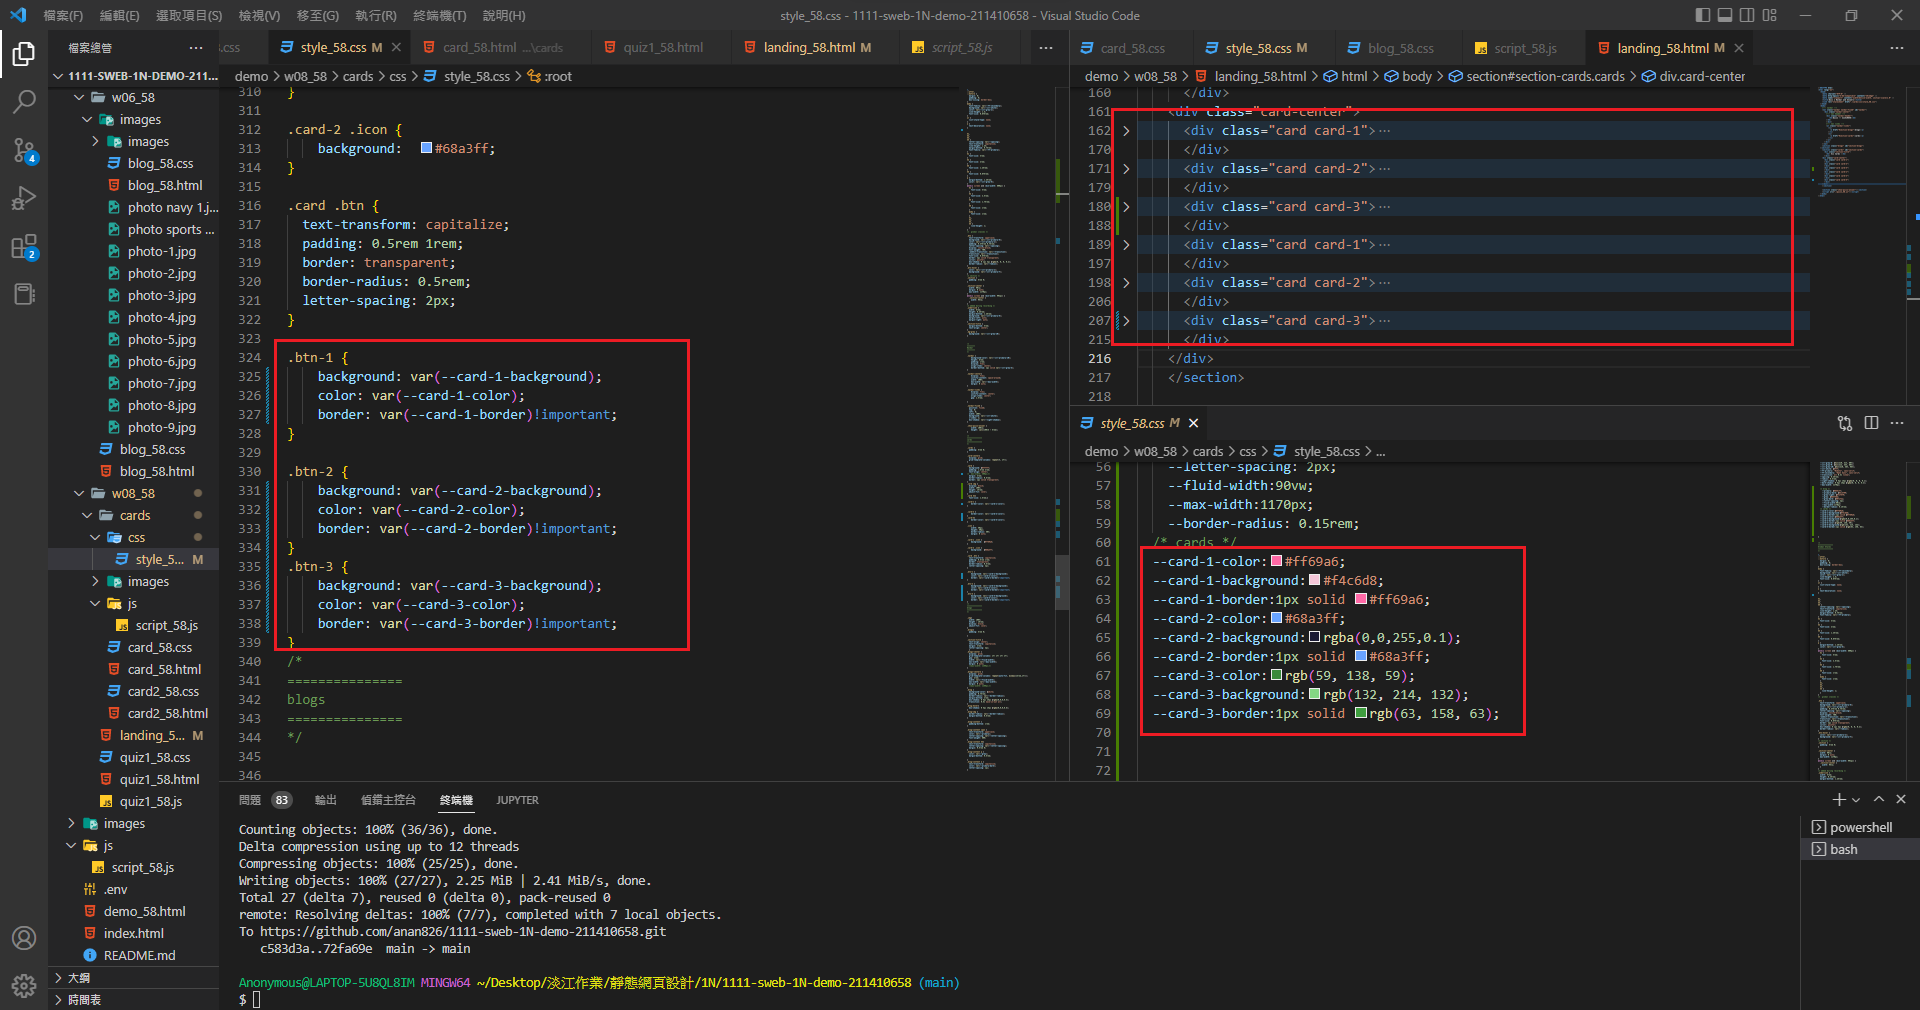 檔案(F) 編輯(E) 選取項目(S) 檢視(V) 移至(G) 執行(R) 終端機(T) 說明(H)
style_58.css - 1111-sweb-1N-demo-211410658 - Visual Studio Code
檔案總管
1111-SWEB-1N-DEMO-211...
w06_58
images
images
blog_58.css
blog_58.html
photo navy 1.j...
photo sports ...
photo-1.jpg
photo-2.jpg
photo-3.jpg
photo-4.jpg
photo-5.jpg
photo-6.jpg
photo-7.jpg
photo-8.jpg
photo-9.jpg
blog_58.css
blog_58.html
w08_58
cards
css
style_5... M
images
js
script_58.js
card_58.css
card_58.html
card2_58.css
card2_58.html
landing_5... M
quiz1_58.css
quiz1_58.html
quiz1_58.js
images
js
script_58.js
.env
demo_58.html
index.html
README.md
大綱
時間表
4
2
.css style_58.css M card_58.html ...\cards quiz1_58.html landing_58.html M script_58.js
demo > w08_58 > cards > css > style_58.css > :root
310 }
311
312 .card-2 .icon {
313 background: #68a3ff;
314 }
315
316 .card .btn {
317 text-transform: capitalize;
318 padding: 0.5rem 1rem;
319 border: transparent;
320 border-radius: 0.5rem;
321 letter-spacing: 2px;
322 }
323
324 .btn-1 {
325 background: var(--card-1-background);
326 color: var(--card-1-color);
327 border: var(--card-1-border)!important;
328 }
329
330 .btn-2 {
331 background: var(--card-2-background);
332 color: var(--card-2-color);
333 border: var(--card-2-border)!important;
334 }
335 .btn-3 {
336 background: var(--card-3-background);
337 color: var(--card-3-color);
338 border: var(--card-3-border)!important;
339 }
340 /*
341 ===============
342 blogs
343 ===============
344 */
345
346
card_58.css style_58.css M blog_58.css script_58.js landing_58.html M
demo > w08_58 > landing_58.html > html > body > section#section-cards.cards > div.card-center
160 </div>
161 <div class="card-center">
162 <div class="card card-1">⋯
170 </div>
171 <div class="card card-2">⋯
179 </div>
180 <div class="card card-3">⋯
188 </div>
189 <div class="card card-1">⋯
197 </div>
198 <div class="card card-2">⋯
206 </div>
207 <div class="card card-3">⋯
215 </div>
216 </div>
217 </section>
218
style_58.css M
demo > w08_58 > cards > css > style_58.css > ...
56 --letter-spacing: 2px;
57 --fluid-width:90vw;
58 --max-width:1170px;
59 --border-radius: 0.15rem;
60 /* cards */
61 --card-1-color:#ff69a6;
62 --card-1-background:#f4c6d8;
63 --card-1-border:1px solid #ff69a6;
64 --card-2-color:#68a3ff;
65 --card-2-background:rgba(0,0,255,0.1);
66 --card-2-border:1px solid #68a3ff;
67 --card-3-color:rgb(59, 138, 59);
68 --card-3-background:rgb(132, 214, 132);
69 --card-3-border:1px solid rgb(63, 158, 63);
70
71
72
問題 83 輸出 偵錯主控台 終端機 JUPYTER
Counting objects: 100% (36/36), done.
Delta compression using up to 12 threads
Compressing objects: 100% (25/25), done.
Writing objects: 100% (27/27), 2.25 MiB | 2.41 MiB/s, done.
Total 27 (delta 7), reused 0 (delta 0), pack-reused 0
remote: Resolving deltas: 100% (7/7), completed with 7 local objects.
To https://github.com/anan826/1111-sweb-1N-demo-211410658.git
c583d3a..72fa69e main -> main
Anonymous@LAPTOP-5U8QL8IM MINGW64 ~/Desktop/淡江作業/靜態網頁設計/1N/1111-sweb-1N-demo-211410658 (main)
$
powershell
bash